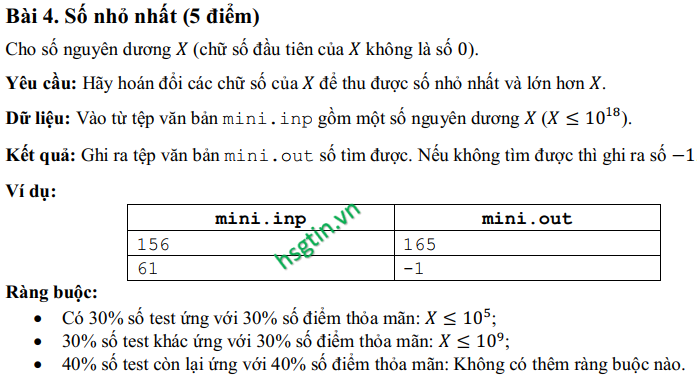 Bài 4. Số nhỏ nhất (5 điểm)
Cho số nguyên dương X (chữ số đầu tiên của X không là số 0).
Yêu cầu: Hãy hoán đổi các chữ số của X để thu được số nhỏ nhất và lớn hơn X.
Dữ liệu: Vào từ tệp văn bản mini.inp gồm một số nguyên dương X (X ≤ 10^18).
Kết quả: Ghi ra tệp văn bản mini.out số tìm được. Nếu không tìm được thì ghi ra số −1
Ví dụ:
mini.inp mini.out
156 165
61 -1
hsgtin.vn
Ràng buộc:
• Có 30% số test ứng với 30% số điểm thỏa mãn: X ≤ 10^5;
• 30% số test khác ứng với 30% số điểm thỏa mãn: X ≤ 10^9;
• 40% số test còn lại ứng với 40% số điểm thỏa mãn: Không có thêm ràng buộc nào.